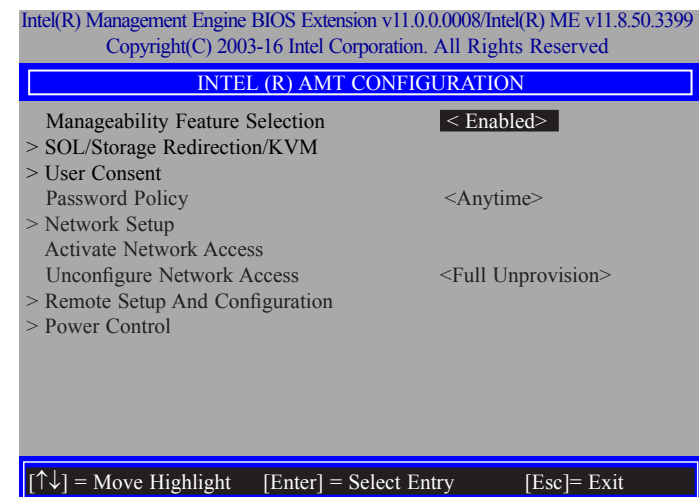 Intel(R) Management Engine BIOS Extension v11.0.0.0008/Intel(R) ME v11.8.50.3399
Copyright(C) 2003-16 Intel Corporation. All Rights Reserved
INTEL (R) AMT CONFIGURATION
Manageability Feature Selection < Enabled>
> SOL/Storage Redirection/KVM
> User Consent
Password Policy <Anytime>
> Network Setup
Activate Network Access
Unconfigure Network Access <Full Unprovision>
> Remote Setup And Configuration
> Power Control
[↑↓] = Move Highlight [Enter] = Select Entry [Esc]= Exit